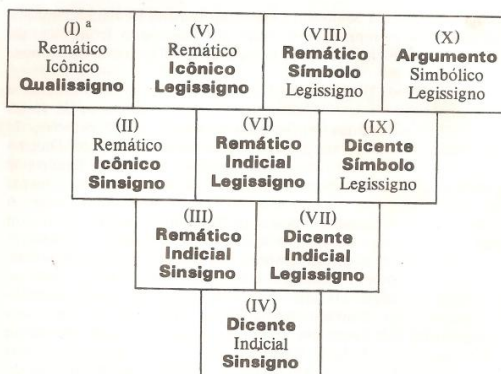 (I) ᵃ
Remático
Icônico
Qualissigno
(V)
Remático
Icônico
Legissigno
(VIII)
Remático
Símbolo
Legissigno
(X)
Argumento
Simbólico
Legissigno
(II)
Remático
Icônico
Sinsigno
(VI)
Remático
Indicial
Legissigno
(IX)
Dicente
Símbolo
Legissigno
(III)
Remático
Indicial
Sinsigno
(VII)
Dicente
Indicial
Legissigno
(IV)
Dicente
Indicial
Sinsigno